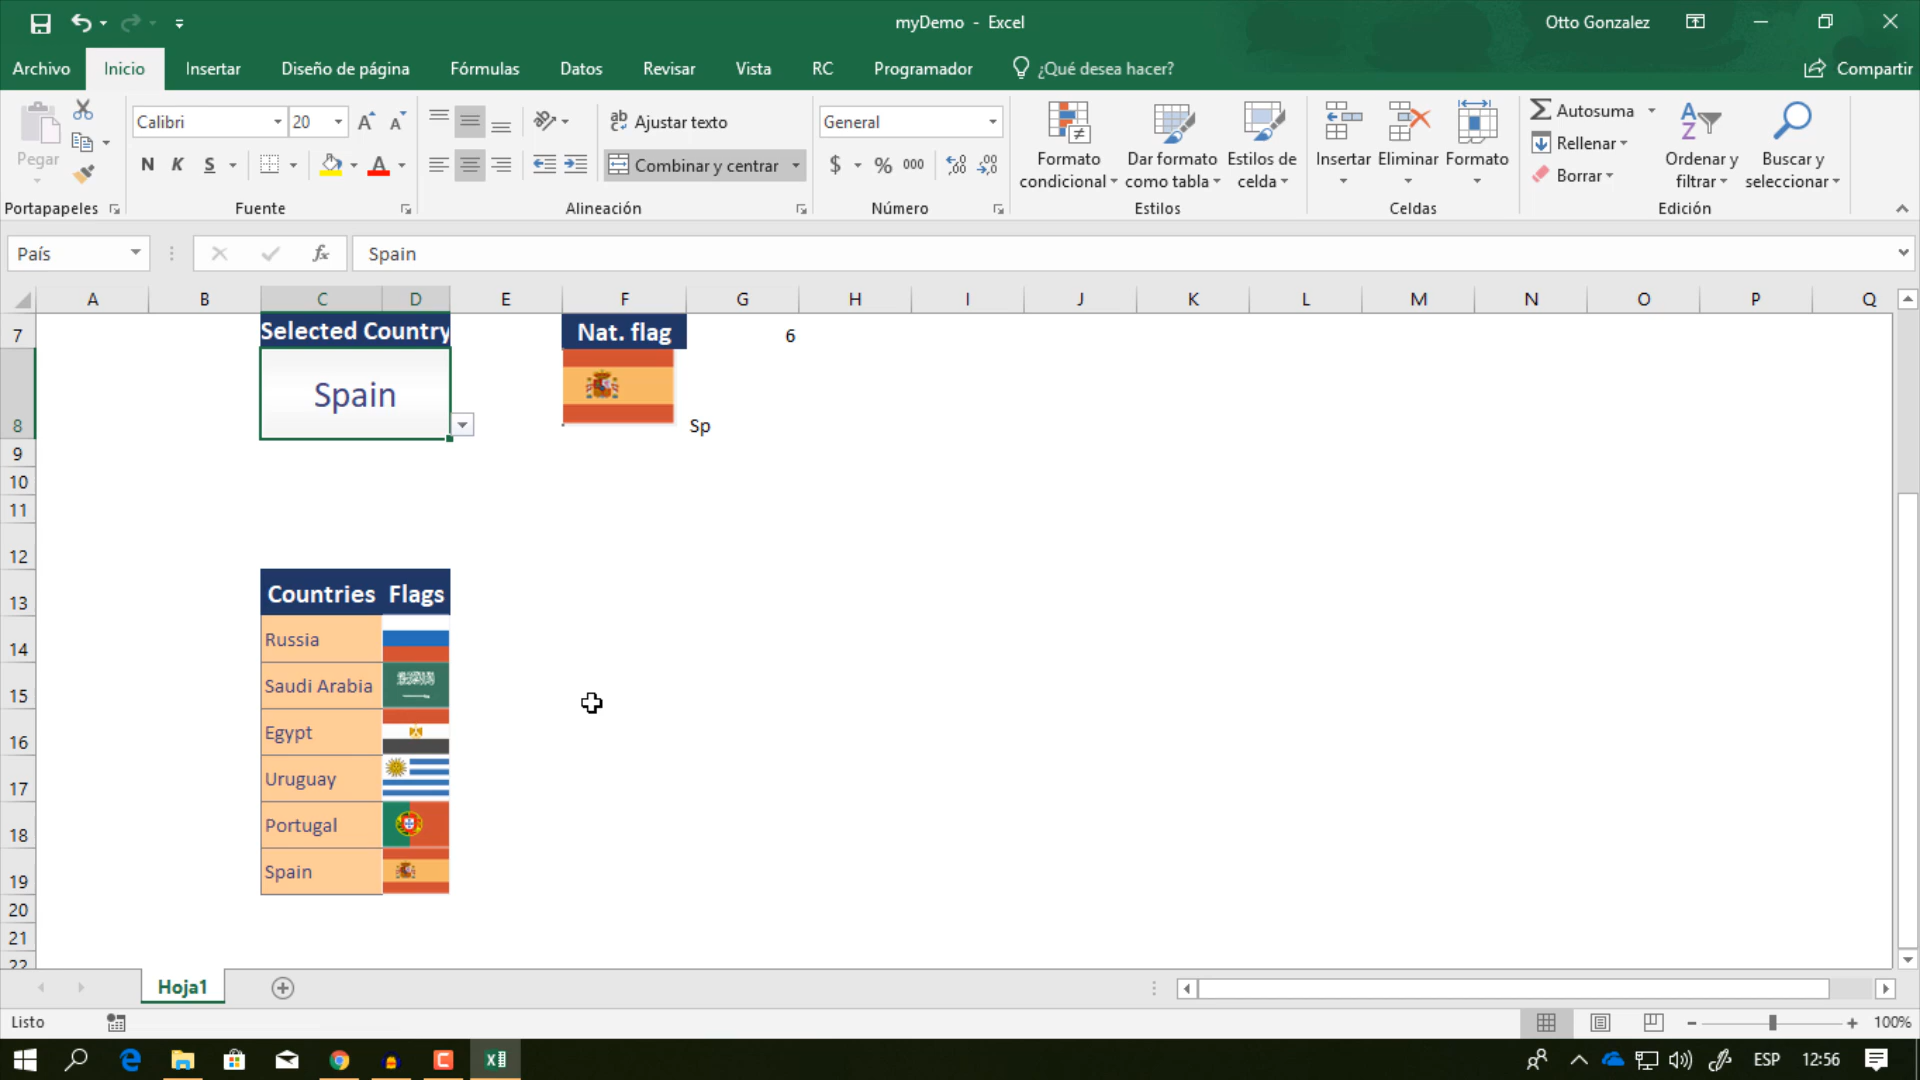 myDemo - Excel
Otto Gonzalez
Archivo Inicio Insertar Diseño de página Fórmulas Datos Revisar Vista RC Programador ¿Qué desea hacer? Compartir
Pegar
Calibri 20
N K S
Ajustar texto
Combinar y centrar
General
$ % 000
Formato condicional
Dar formato como tabla
Estilos de celda
Insertar Eliminar Formato
Autosuma
Rellenar
Borrar
Ordenar y filtrar
Buscar y seleccionar
Portapapeles Fuente Alineación Número Estilos Celdas Edición
País fx Spain
A B C D E F G H I J K L M N O P Q
7 Selected Country Nat. flag 6
8 Spain Sp
9
10
11
12
13 Countries Flags
14 Russia
15 Saudi Arabia
16 Egypt
17 Uruguay
18 Portugal
19 Spain
20
21
22
Hoja1
Listo 100%
ESP 12:56